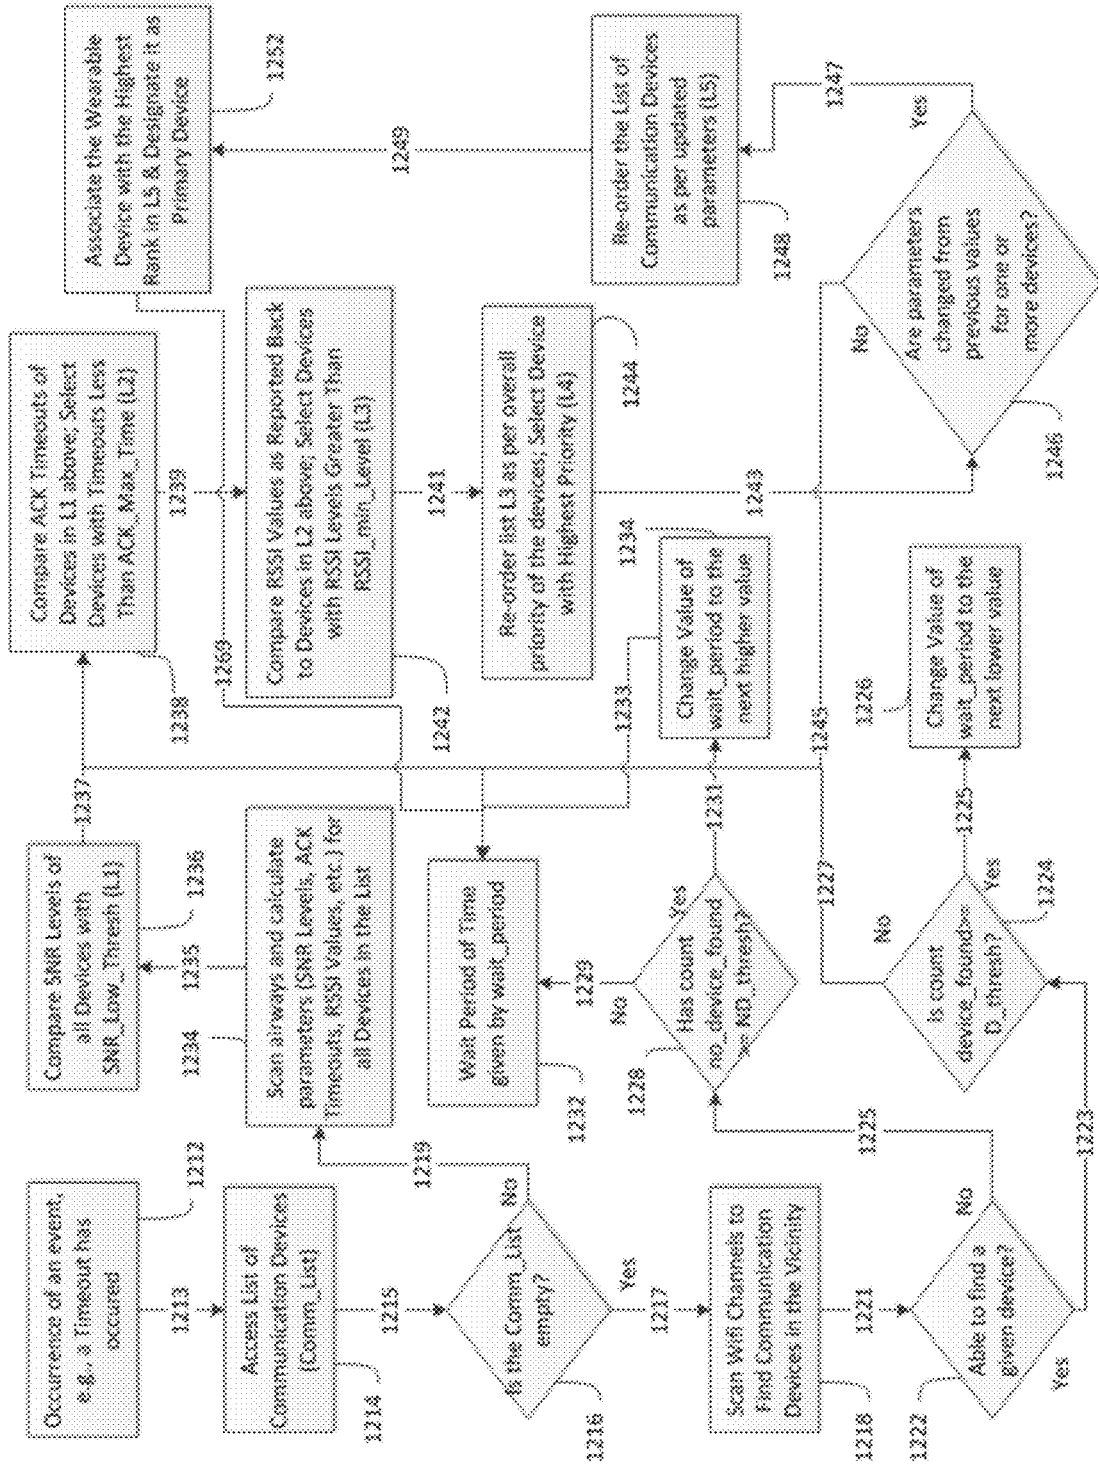 Occurrence of an event,
e.g., a Timeout has
occured
1212
1213
Access List of
Communication Devices
(Comm_List)
1214
1215
Is the Comm_List
empty?
1216
No
1219
Yes
1217
Scan Wifi Channels to
Find Communication
Devices in the Vicinity
1218
1221
Able to find a
given device?
1222
No
1225
Yes
1223
Compare SNR Levels of
all Devices with
SNR_Low_Thresh (L1)
1236
1237
1235
Scan airways and calculate
parameters (SNR Levels, ACK
Timeouts, RSSI Values, etc.) for
all Devices in the List
1234
Wait Period of Time
given by wait_period
1232
1229
No
Has count
no_device_found
>= ND_thresh?
1228
Yes
1231
Change Value of
wait_period to the
next higher value
1234
1233
Is count
device_found>=
D_thresh?
1224
No
1227
Yes
1225
Change Value of
wait_period to the
next lower value
1226
Compare ACK Timeouts of
Devices in L1 above; Select
Devices with Timeouts Less
Than ACK_Max_Time (L2)
1238
1239
Compare RSSI Values as Reported Back
to Devices in L2 above; Select Devices
with RSSI Levels Greater Than
RSSI_min_Level (L3)
1242
1241
Re-order list L3 as per overall
priority of the devices; Select Device
with Highest Priority (L4)
1244
1243
1245
Are parameters
changed from
previous values
for one or
more devices?
1246
No
Yes
1247
Re-order the List of
Communication Devices
as per updated
parameters (L5)
1248
1249
Associate the Wearable
Device with the Highest
Rank in L5 & Designate it as
Primary Device
1252
1269